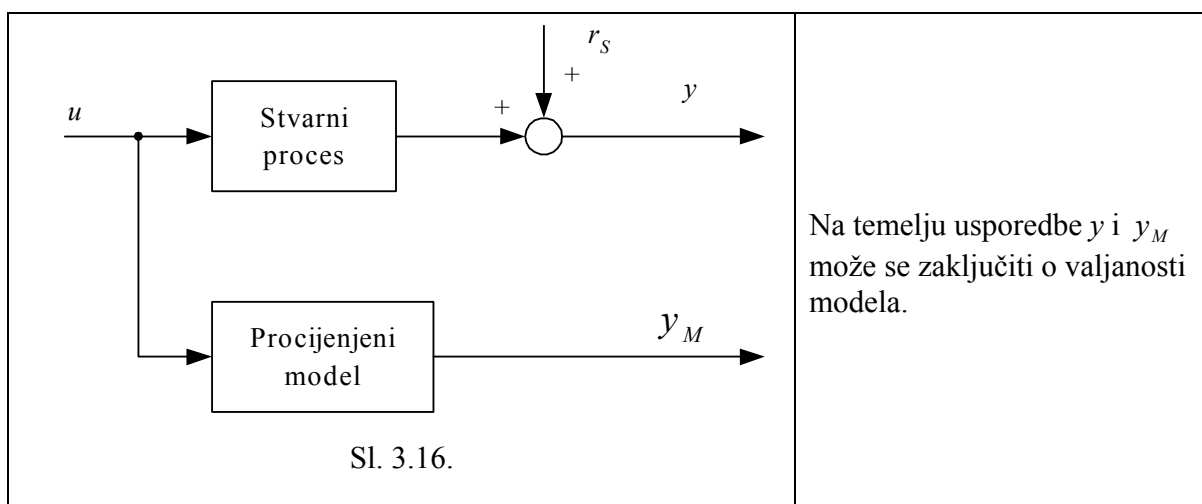 r_S
+
y
u
+
Stvarni
proces
Na temelju usporedbe y i y_M
može se zaključiti o valjanosti
modela.
Procijenjeni
model
y_M
Sl. 3.16.